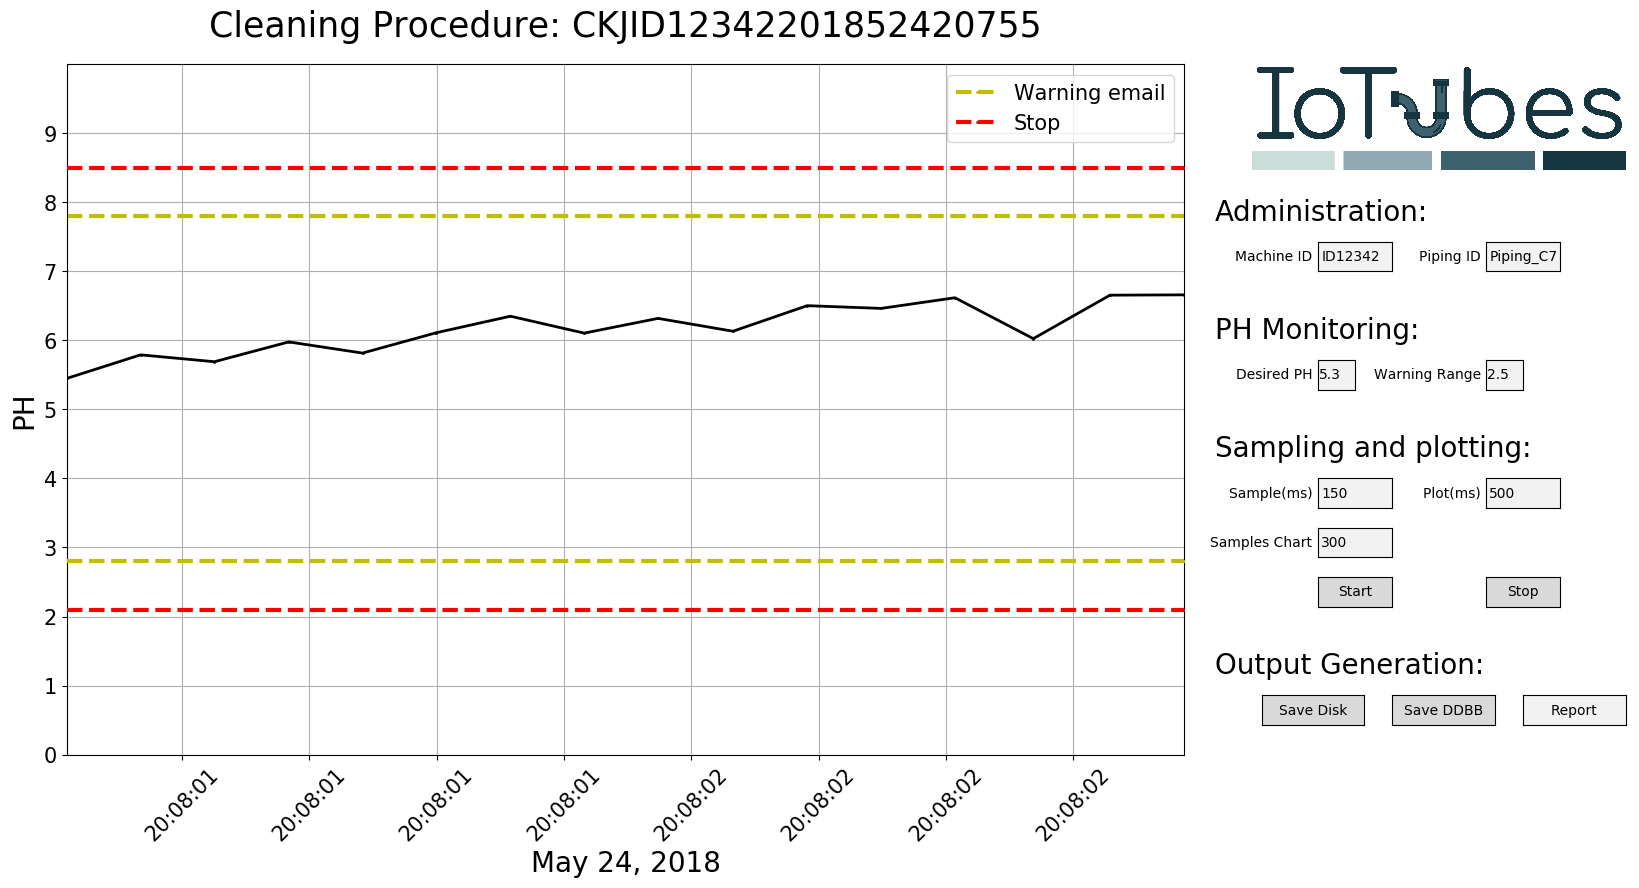 Cleaning Procedure: CKJID12342201852420755
Warning email
Stop
9
8
7
6
5
4
3
2
1
0
PH
20:08:01
20:08:01
20:08:01
20:08:01
20:08:02
20:08:02
20:08:02
20:08:02
May 24, 2018
IoTubes
Administration:
Machine ID ID12342 Piping ID Piping_C7
PH Monitoring:
Desired PH 5.3 Warning Range 2.5
Sampling and plotting:
Sample(ms) 150 Plot(ms) 500
Samples Chart 300
Start Stop
Output Generation:
Save Disk Save DDBB Report